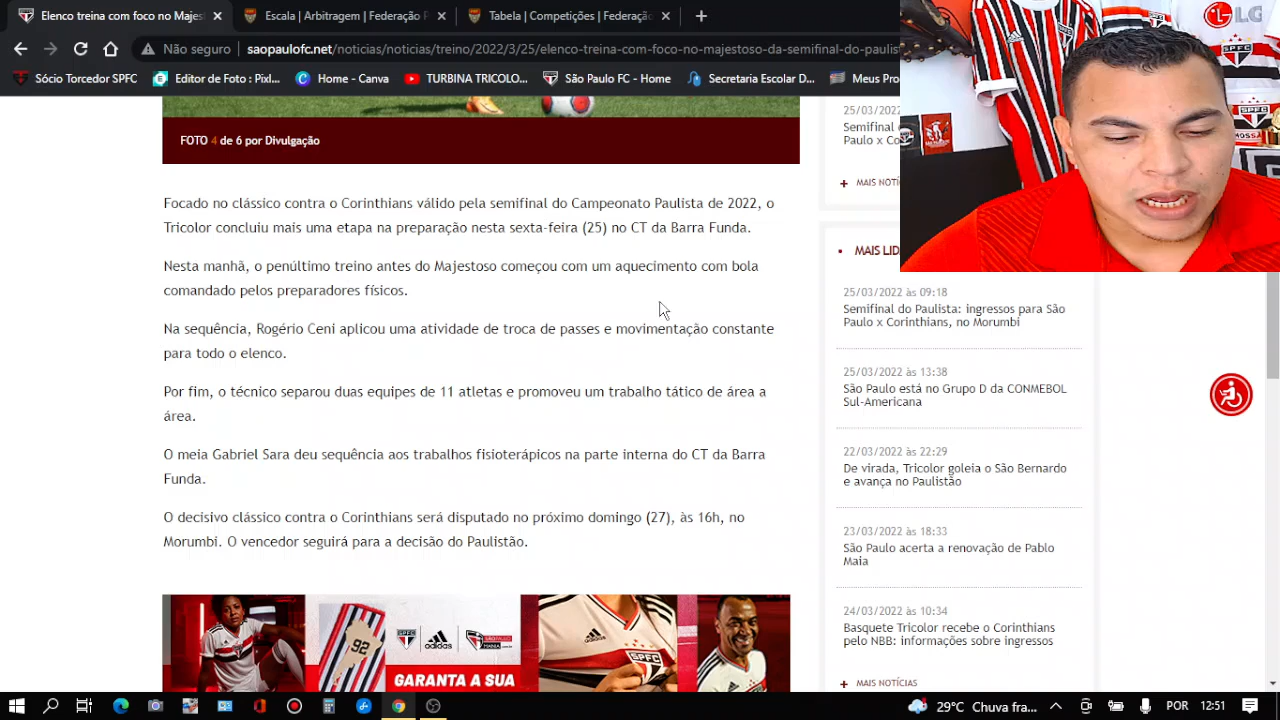 Notícias | Majes
Escala | Arbitragem | Federação
Tabela | Competições | Federação
Não seguro
saopaulofc.net/noticias/noticias/treino/2022/3/25/elenco-treina-com-foco-no-majestoso-da-semifinal-do-paulis
Sócio Torcedor SPFC
Editor de Foto : Pixl...
Home - Canva
TURBINA TRICOLO...
São Paulo FC - Home
Secretaria Escolar D...
Meus Pro
LG
SPFC
FOTO 4 de 6 por Divulgação
Focado no clássico contra o Corinthians válido pela semifinal do Campeonato Paulista de 2022, o
Tricolor concluiu mais uma etapa na preparação nesta sexta-feira (25) no CT da Barra Funda.
Nesta manhã, o penúltimo treino antes do Majestoso começou com um aquecimento com bola
comandado pelos preparadores físicos.
Na sequência, Rogério Ceni aplicou uma atividade de troca de passes e movimentação constante
para todo o elenco.
Por fim, o técnico separou duas equipes de 11 atletas e promoveu um trabalho tático de área a
área.
O meia Gabriel Sara deu sequência aos trabalhos fisioterápicos na parte interna do CT da Barra
Funda.
O decisivo clássico contra o Corinthians será disputado no próximo domingo (27), às 16h, no
Morumbi. O vencedor seguirá para a decisão do Paulistão.
25/03/2022
Semifinal
Paulo x Co
+ MAIS NOTÍ
MAIS LID
25/03/2022 às 09:18
Semifinal do Paulista: ingressos para São
Paulo x Corinthians, no Morumbi
25/03/2022 às 13:38
São Paulo está no Grupo D da CONMEBOL
Sul-Americana
22/03/2022 às 22:29
De virada, Tricolor goleia o São Bernardo
e avança no Paulistão
23/03/2022 às 18:33
São Paulo acerta a renovação de Pablo
Maia
24/03/2022 às 10:34
Basquete Tricolor recebe o Corinthians
pelo NBB: informações sobre ingressos
+ MAIS NOTÍCIAS
92
adidas
GARANTA A SUA
SPFC
29°C Chuva fra...
POR
12:51